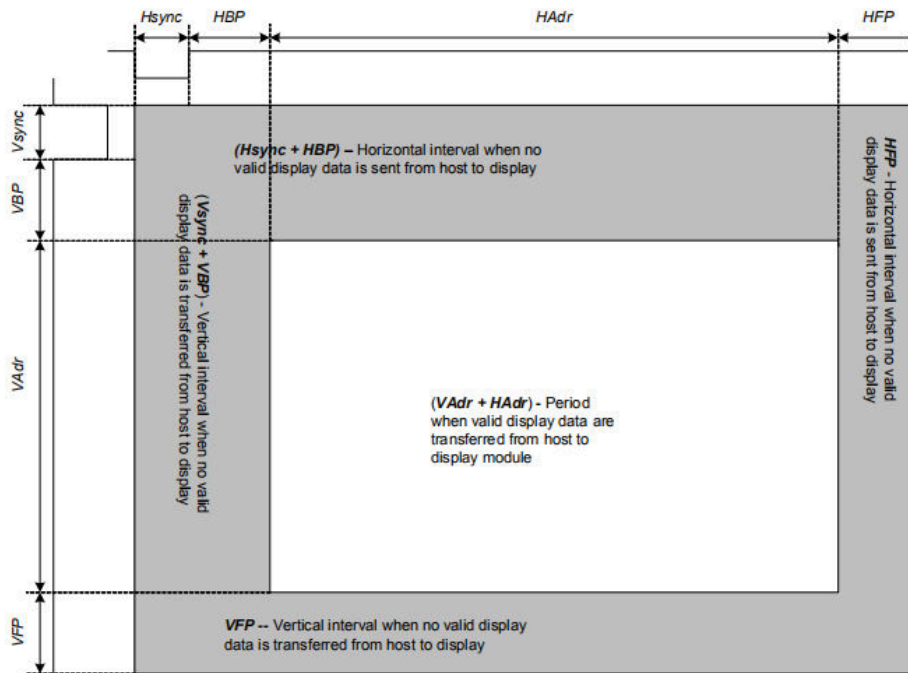 Hsync HBP HAdr HFP
Vsync
VBP
VAdr
VFP
(Hsync + HBP) – Horizontal interval when no
valid display data is sent from host to display
HFP - Horizontal interval when no valid
display data is sent from host to display
(Vsync + VBP) - Vertical interval when no valid
display data is transferred from host to display
(VAdr + HAdr) - Period
when valid display data are
transferred from host to
display module
VFP -- Vertical interval when no valid display
data is transferred from host to display